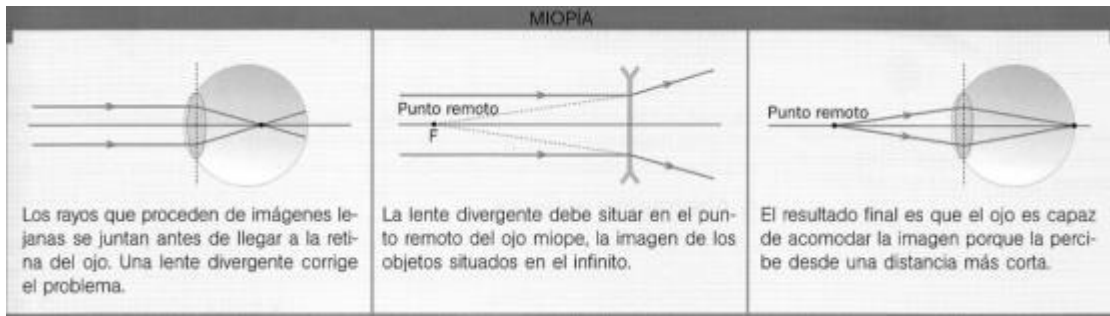 MIOPÍA
Los rayos que proceden de imágenes le-
janas se juntan antes de llegar a la reti-
na del ojo. Una lente divergente corrige
el problema.
Punto remoto
F
La lente divergente debe situar en el pun-
to remoto del ojo miope, la imagen de los
objetos situados en el infinito.
Punto remoto
El resultado final es que el ojo es capaz
de acomodar la imagen porque la perci-
be desde una distancia más corta.